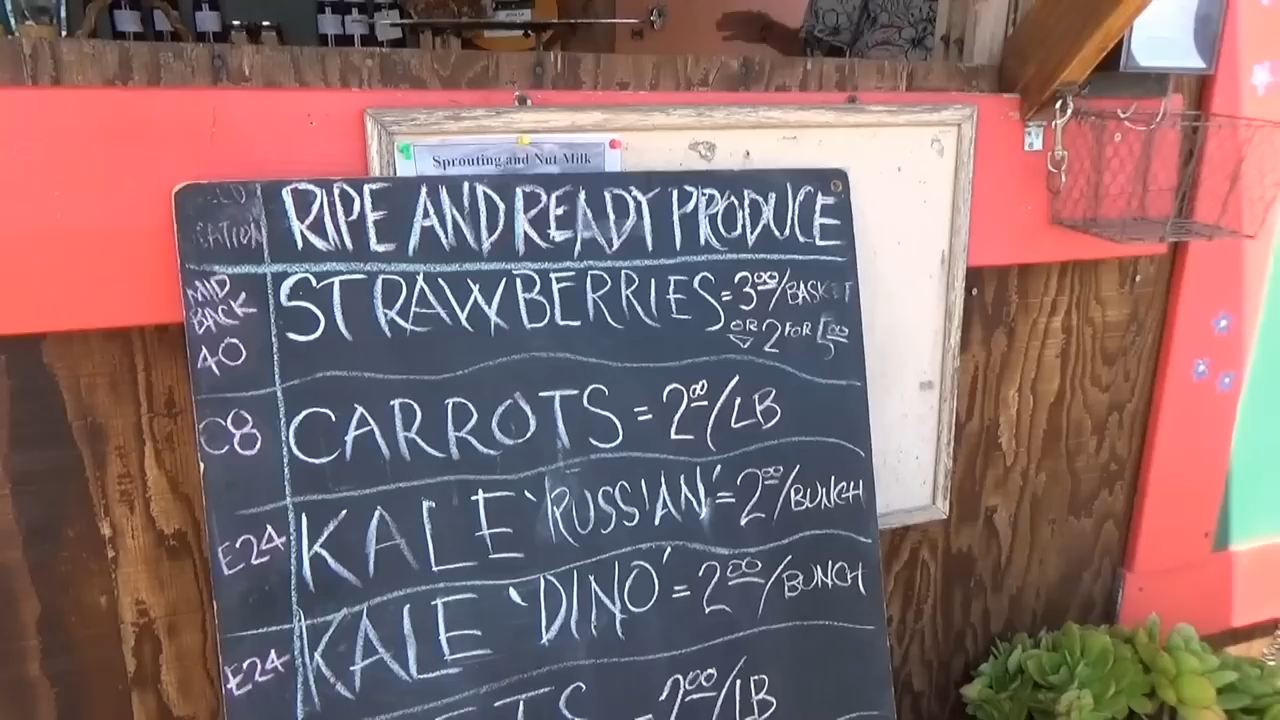 Sprouting and Nut Milk
RIPE AND READY PRODUCE
MID BACK 40
STRAWBERRIES = 3.00/BASKET
OR 2 FOR 5.00
C8 CARROTS = 2.00/LB
E24 KALE 'RUSSIAN' = 2.00/BUNCH
E24 KALE 'DINO' = 2.00/BUNCH
2.00/LB